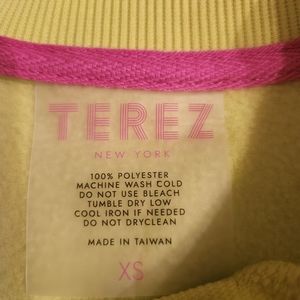 TEREZ
NEW YORK
100% POLYESTER
MACHINE WASH COLD
DO NOT USE BLEACH
TUMBLE DRY LOW
COOL IRON IF NEEDED
DO NOT DRYCLEAN
MADE IN TAIWAN
XS